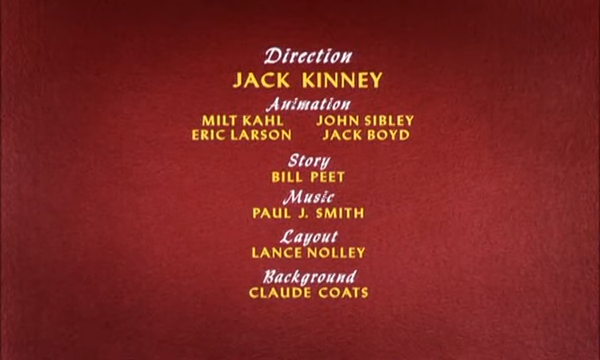 Direction
JACK KINNEY
Animation
MILT KAHL JOHN SIBLEY
ERIC LARSON JACK BOYD
Story
BILL PEET
Music
PAUL J. SMITH
Layout
LANCE NOLLEY
Background
CLAUDE COATS